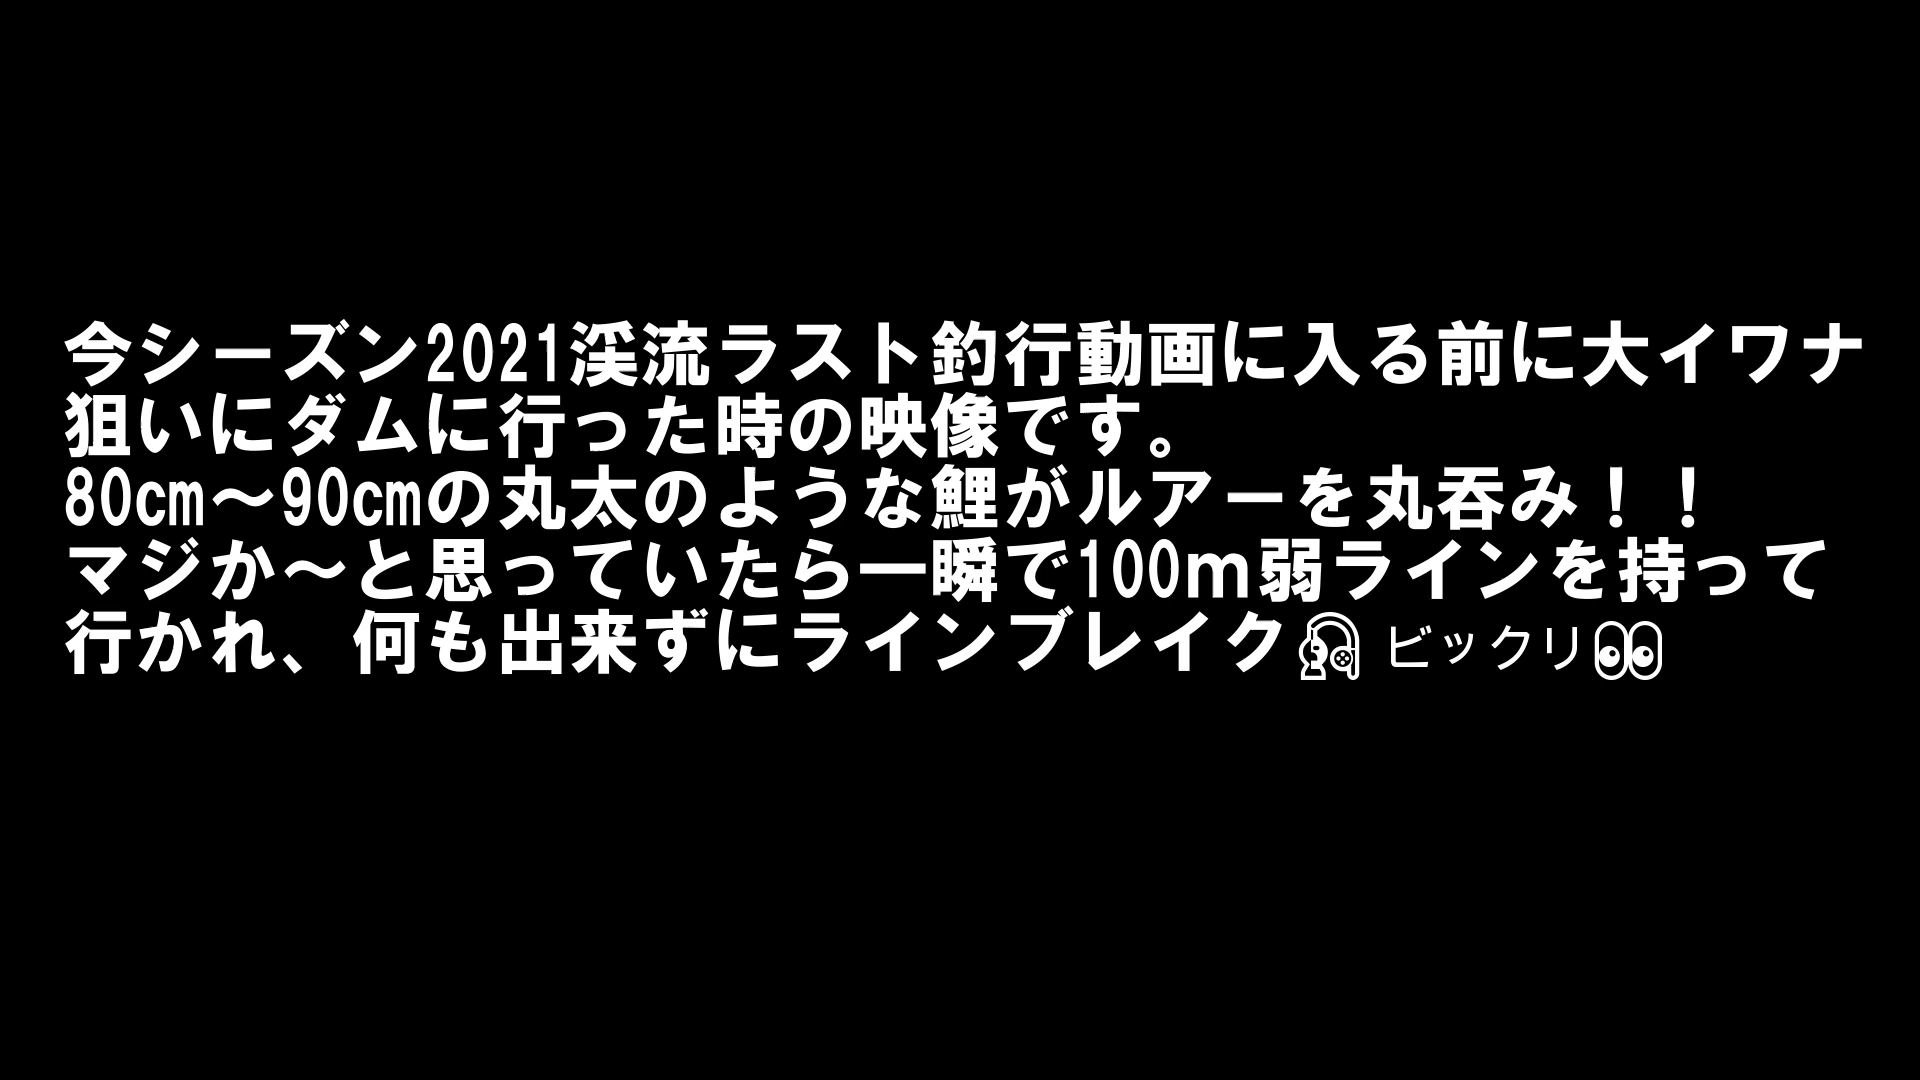 今シーズン2021渓流ラスト釣行動画に入る前に大イワナ
狙いにダムに行った時の映像です。
80cm～90cmの丸太のような鯉がルアーを丸呑み！！
マジか～と思っていたら一瞬で100ｍ弱ラインを持って
行かれ、何も出来ずにラインブレイク🎣 ビックリ👀